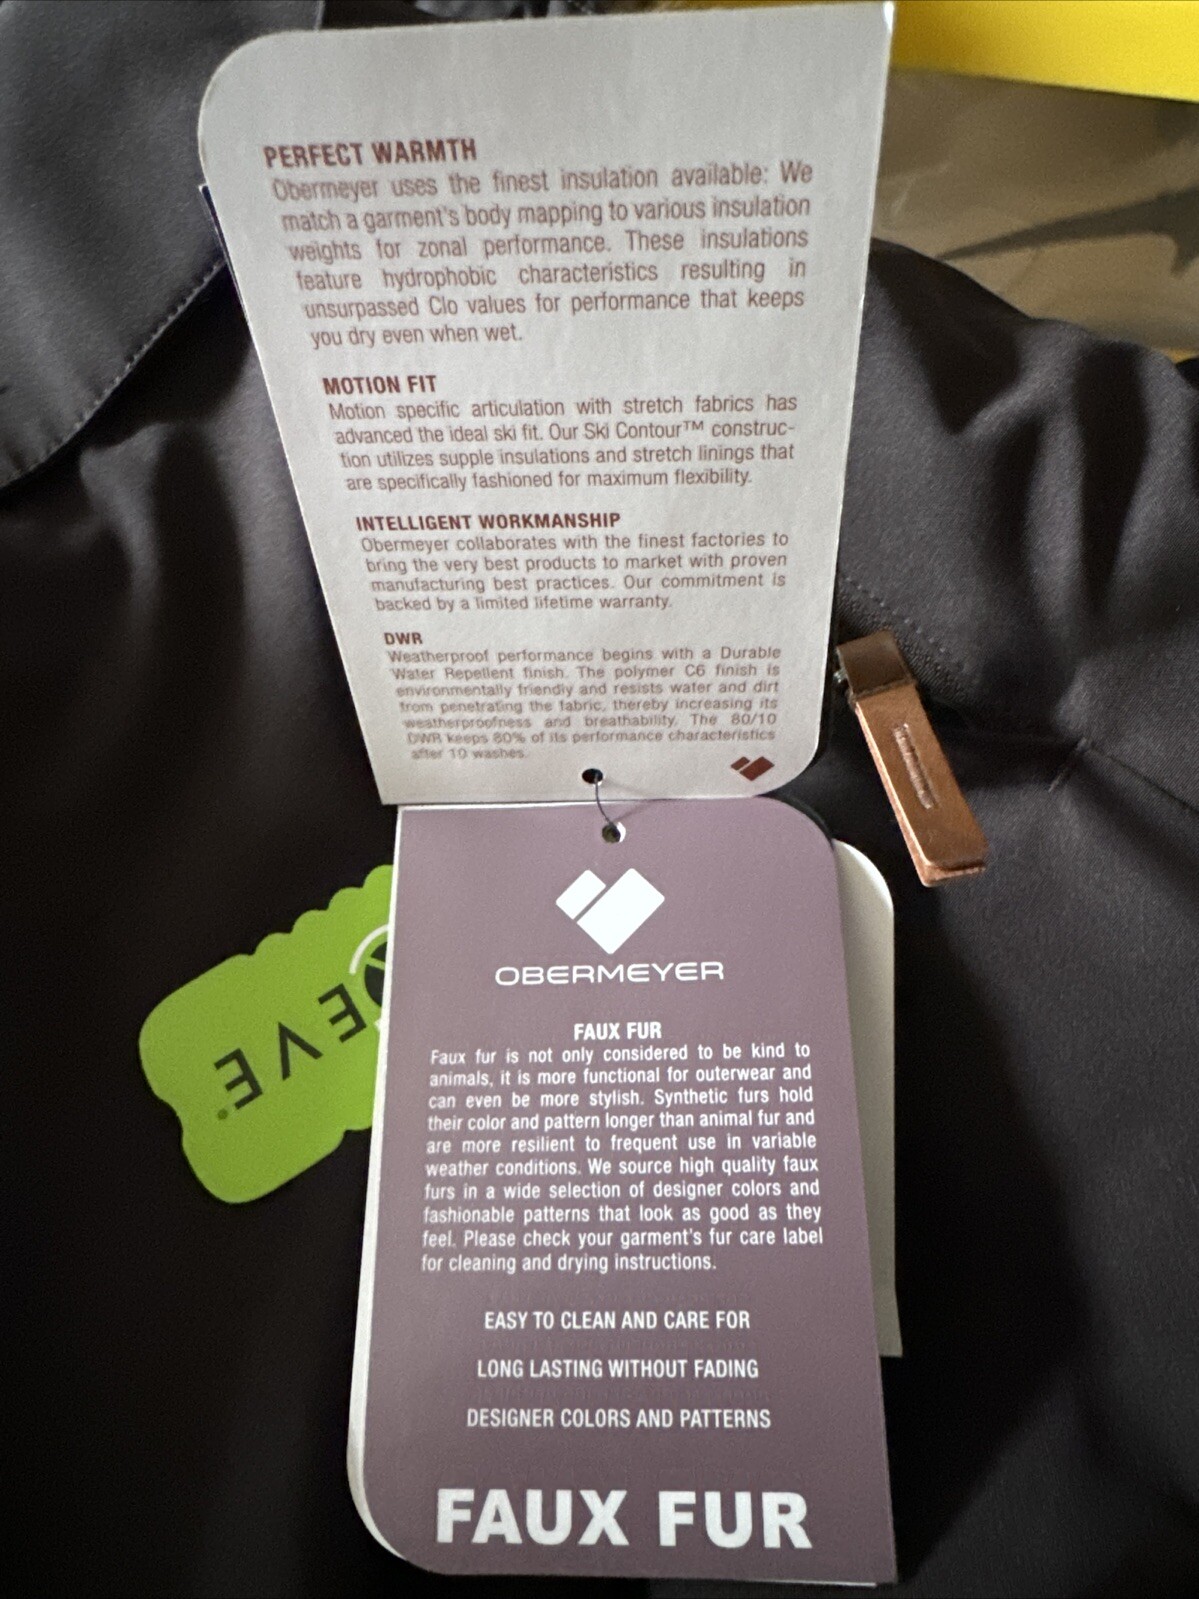 PERFECT WARMTH
Obermeyer uses the finest insulation available: We
match a garment's body mapping to various insulation
weights for zonal performance. These insulations
feature hydrophobic characteristics resulting in
unsurpassed Clo values for performance that keeps
you dry even when wet.
MOTION FIT
Motion specific articulation with stretch fabrics has
advanced the ideal ski fit. Our Ski Contour™ construc-
tion utilizes supple insulations and stretch linings that
are specifically fashioned for maximum flexibility.
INTELLIGENT WORKMANSHIP
Obermeyer collaborates with the finest factories to
bring the very best products to market with proven
manufacturing best practices. Our commitment is
backed by a limited lifetime warranty.
DWR
Weatherproof performance begins with a Durable
Water Repellent finish. The polymer C6 finish is
environmentally friendly and resists water and dirt
from penetrating the fabric, thereby increasing its
weatherproofness and breathability. The 80/10
DWR keeps 80% of its performance characteristics
after 10 washes.
OBERMEYER
FAUX FUR
Faux fur is not only considered to be kind to
animals, it is more functional for outerwear and
can even be more stylish. Synthetic furs hold
their color and pattern longer than animal fur and
are more resilient to frequent use in variable
weather conditions. We source high quality faux
furs in a wide selection of designer colors and
fashionable patterns that look as good as they
feel. Please check your garment's fur care label
for cleaning and drying instructions.
EASY TO CLEAN AND CARE FOR
LONG LASTING WITHOUT FADING
DESIGNER COLORS AND PATTERNS
FAUX FUR